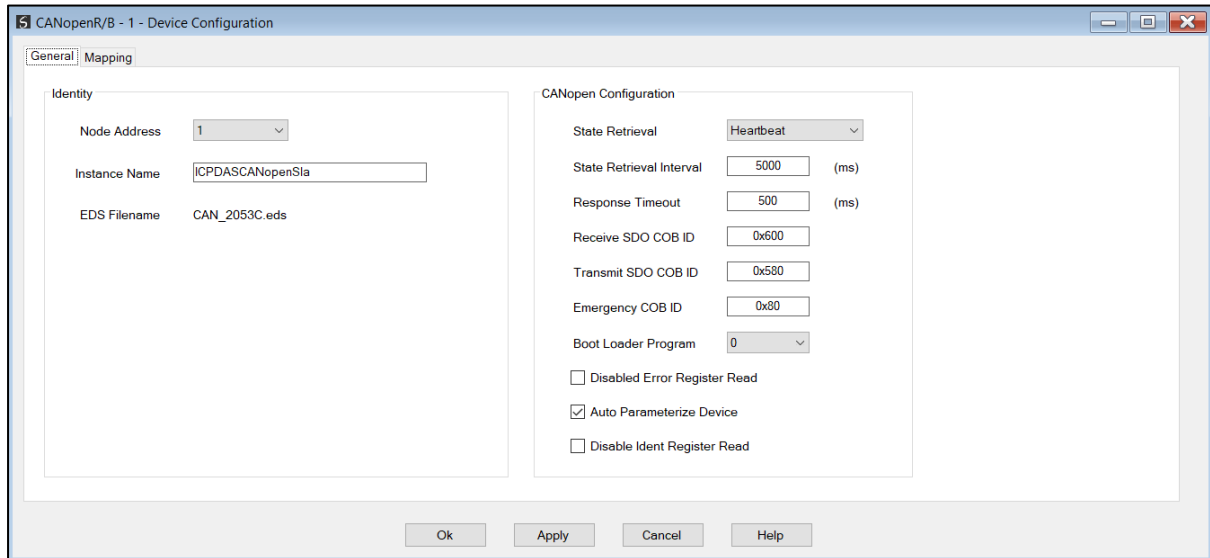 CANopenR/B - 1 - Device Configuration
General Mapping
Identity
Node Address 1
Instance Name ICPDASCANopenSla
EDS Filename CAN_2053C.eds
CANopen Configuration
State Retrieval Heartbeat
State Retrieval Interval 5000 (ms)
Response Timeout 500 (ms)
Receive SDO COB ID 0x600
Transmit SDO COB ID 0x580
Emergency COB ID 0x80
Boot Loader Program 0
Disabled Error Register Read
Auto Parameterize Device
Disable Ident Register Read
Ok Apply Cancel Help